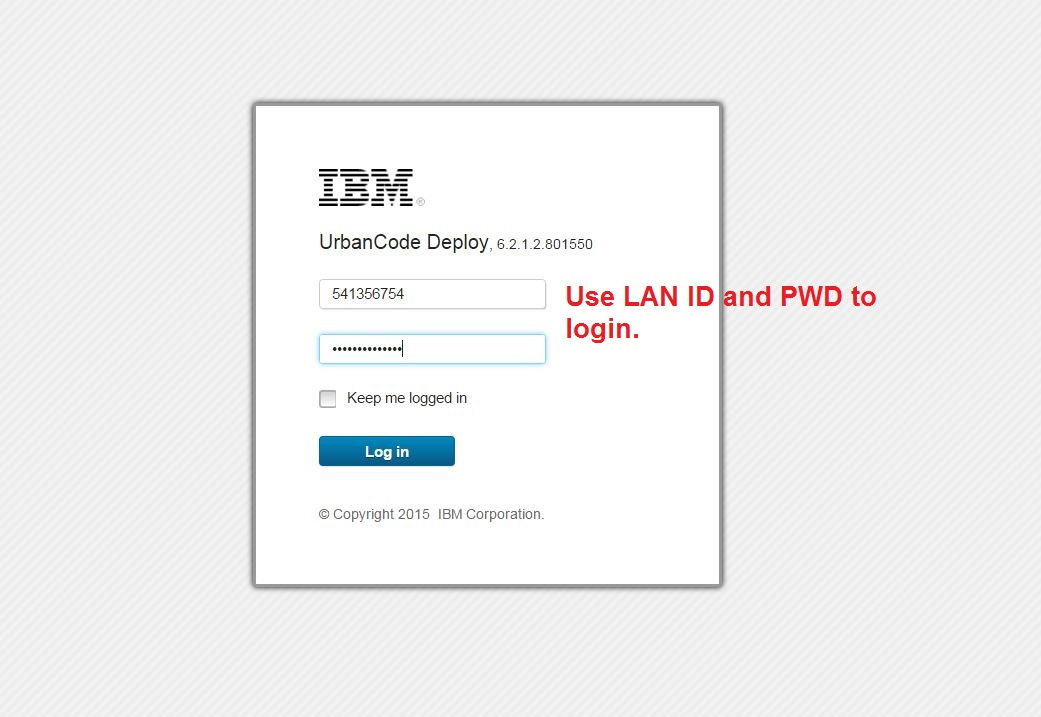 IBM®
UrbanCode Deploy, 6.2.1.2.801550
541356754
Use LAN ID and PWD to
login.
••••••••••••••
Keep me logged in
Log in
© Copyright 2015 IBM Corporation.